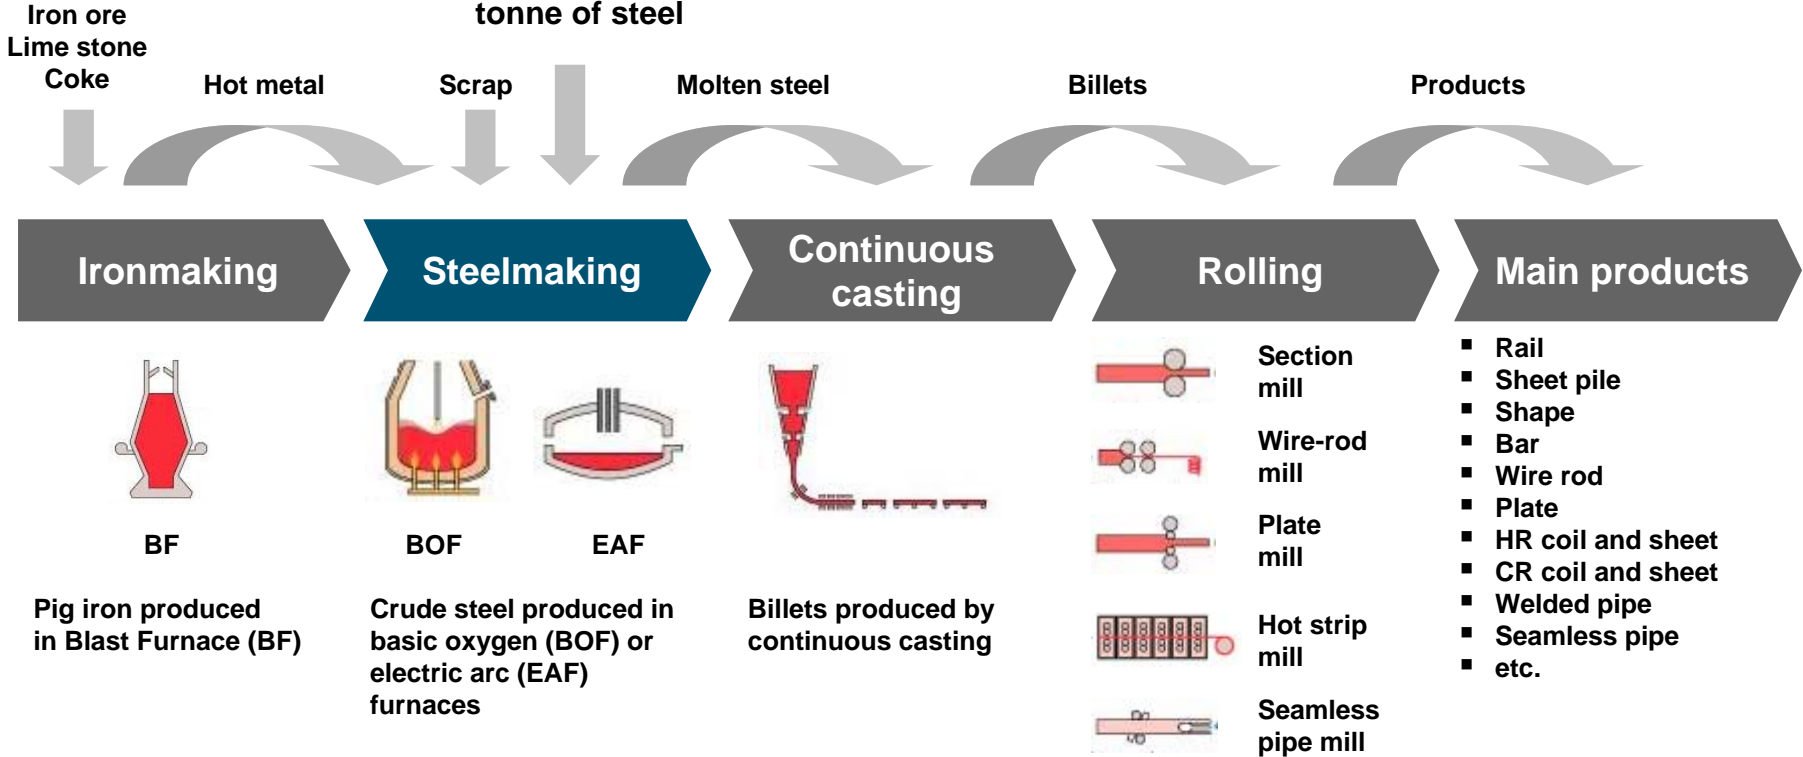 tonne of steel
Iron ore
Lime stone
Coke
Hot metal
Scrap
Molten steel
Billets
Products
Ironmaking
Steelmaking
Continuous
casting
Rolling
Main products
BF
Pig iron produced
in Blast Furnace (BF)
BOF
EAF
Crude steel produced in
basic oxygen (BOF) or
electric arc (EAF)
furnaces
Billets produced by
continuous casting
Section
mill
Wire-rod
mill
Plate
mill
Hot strip
mill
Seamless
pipe mill
▪ Rail
▪ Sheet pile
▪ Shape
▪ Bar
▪ Wire rod
▪ Plate
▪ HR coil and sheet
▪ CR coil and sheet
▪ Welded pipe
▪ Seamless pipe
▪ etc.